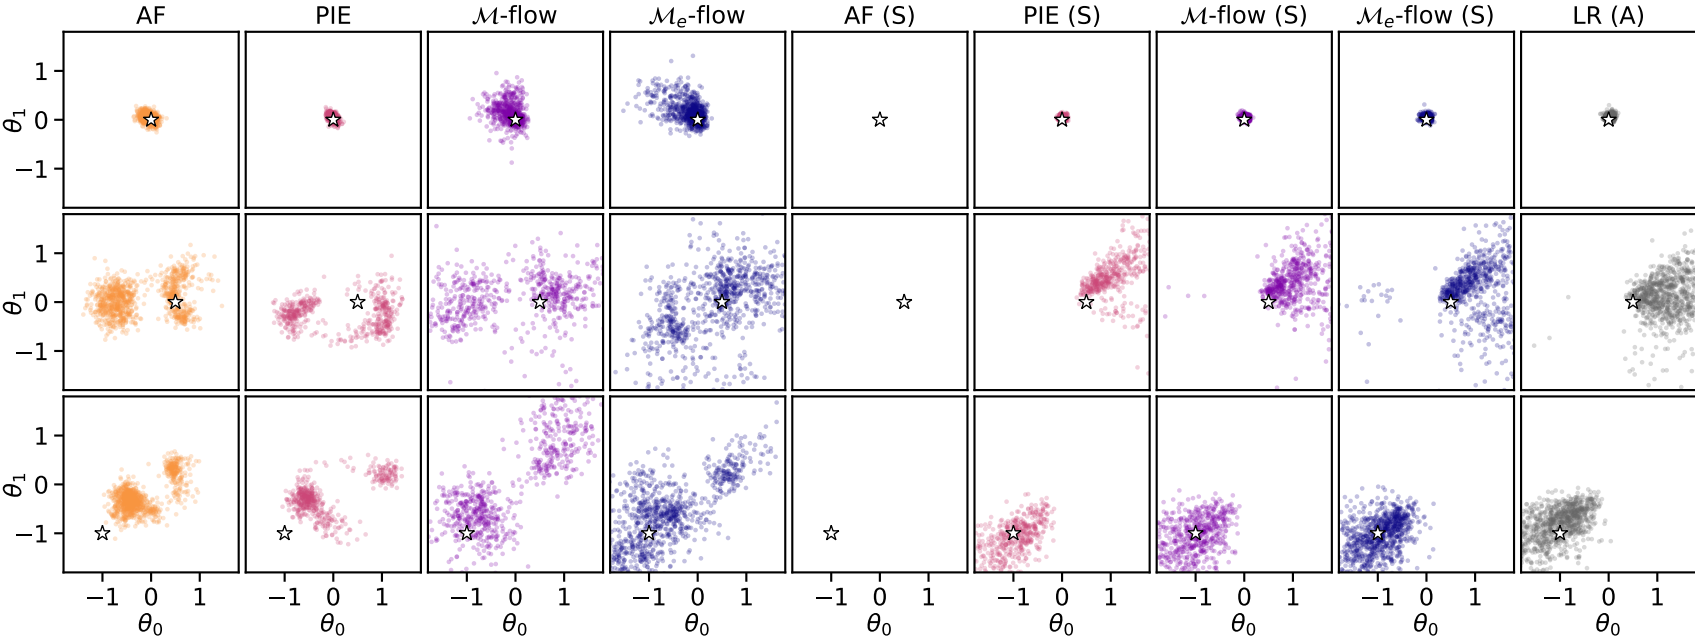 AF PIE ℳ-flow ℳₑ-flow AF (S) PIE (S) ℳ-flow (S) ℳₑ-flow (S) LR (A)
θ₁ 1 0 −1
θ₁ 1 0 −1
θ₁ 1 0 −1
−1 0 1 −1 0 1 −1 0 1 −1 0 1 −1 0 1 −1 0 1 −1 0 1 −1 0 1 −1 0 1
θ₀ θ₀ θ₀ θ₀ θ₀ θ₀ θ₀ θ₀ θ₀